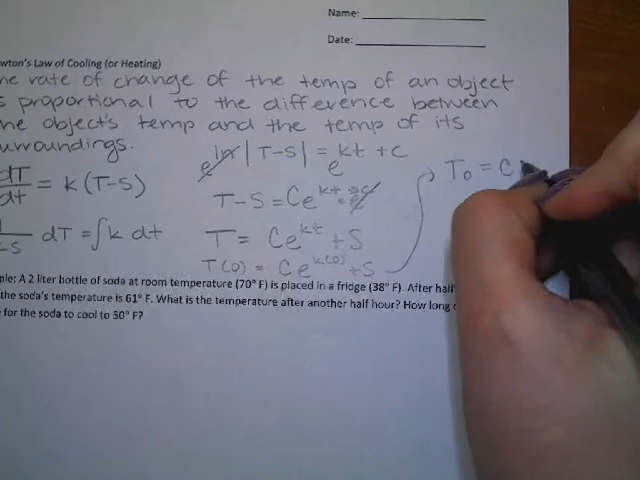 Name:
Date:
wton's Law of Cooling (or Heating)
he rate of change of the temp of an object
s proportional to the difference between
he object's temp and the temp of its
urroundings.
e^ln|T-S| = e^kt+c
dT/dt = k(T-S)
T-S = Ce^kt
-S dT = ∫k dt
T = Ce^kt + S
T(0) = Ce^k(0) + S
T₀ = C
ple: A 2 liter bottle of soda at room temperature (70° F) is placed in a fridge (38° F). After half
the soda's temperature is 61° F. What is the temperature after another half hour? How long
for the soda to cool to 50° F?